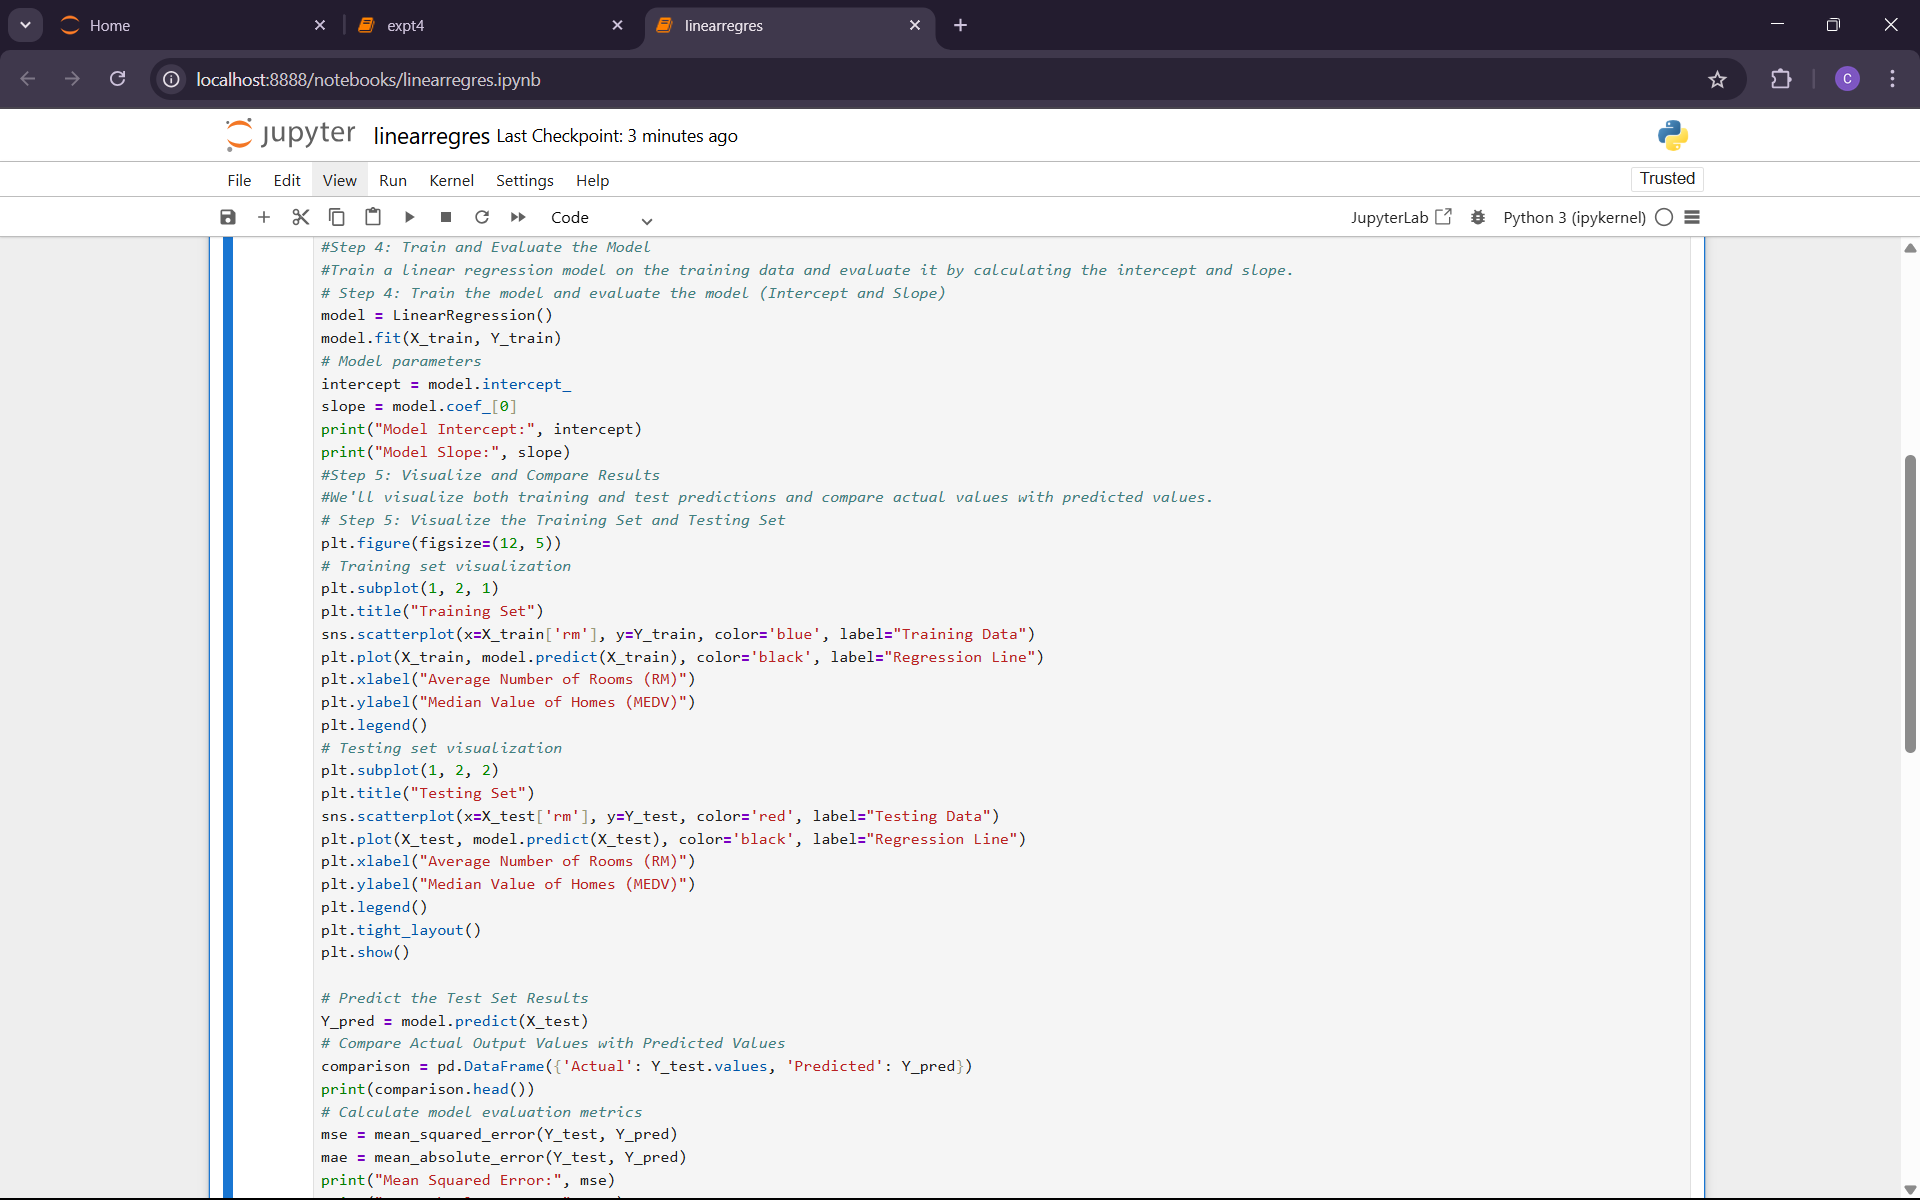 Home
expt4
linearregres
localhost:8888/notebooks/linearregres.ipynb
C
jupyter linearregres Last Checkpoint: 3 minutes ago
File Edit View Run Kernel Settings Help
Trusted
Code
JupyterLab
Python 3 (ipykernel)
#Step 4: Train and Evaluate the Model
#Train a linear regression model on the training data and evaluate it by calculating the intercept and slope.
# Step 4: Train the model and evaluate the model (Intercept and Slope)
model = LinearRegression()
model.fit(X_train, Y_train)
# Model parameters
intercept = model.intercept_
slope = model.coef_[0]
print("Model Intercept:", intercept)
print("Model Slope:", slope)
#Step 5: Visualize and Compare Results
#We'll visualize both training and test predictions and compare actual values with predicted values.
# Step 5: Visualize the Training Set and Testing Set
plt.figure(figsize=(12, 5))
# Training set visualization
plt.subplot(1, 2, 1)
plt.title("Training Set")
sns.scatterplot(x=X_train['rm'], y=Y_train, color='blue', label="Training Data")
plt.plot(X_train, model.predict(X_train), color='black', label="Regression Line")
plt.xlabel("Average Number of Rooms (RM)")
plt.ylabel("Median Value of Homes (MEDV)")
plt.legend()
# Testing set visualization
plt.subplot(1, 2, 2)
plt.title("Testing Set")
sns.scatterplot(x=X_test['rm'], y=Y_test, color='red', label="Testing Data")
plt.plot(X_test, model.predict(X_test), color='black', label="Regression Line")
plt.xlabel("Average Number of Rooms (RM)")
plt.ylabel("Median Value of Homes (MEDV)")
plt.legend()
plt.tight_layout()
plt.show()
# Predict the Test Set Results
Y_pred = model.predict(X_test)
# Compare Actual Output Values with Predicted Values
comparison = pd.DataFrame({'Actual': Y_test.values, 'Predicted': Y_pred})
print(comparison.head())
# Calculate model evaluation metrics
mse = mean_squared_error(Y_test, Y_pred)
mae = mean_absolute_error(Y_test, Y_pred)
print("Mean Squared Error:", mse)